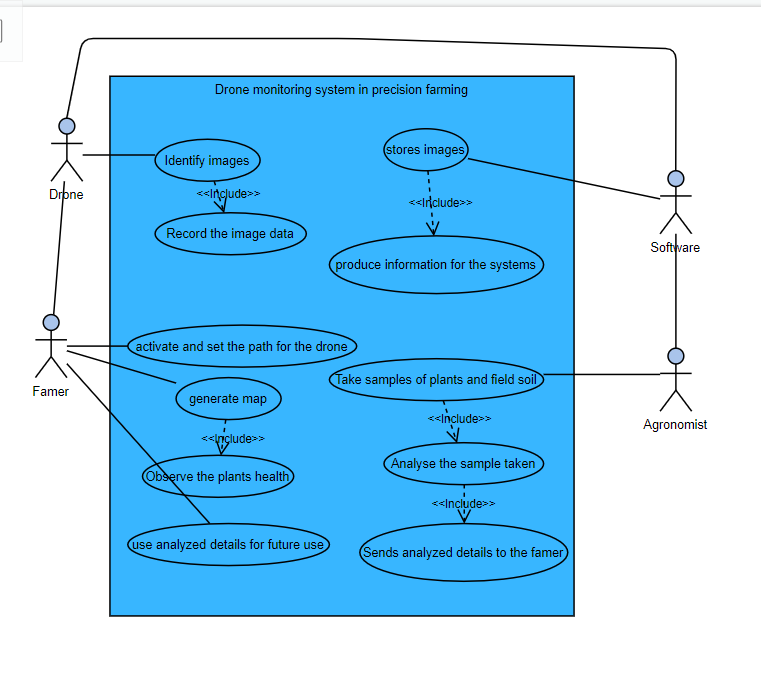 Drone monitoring system in precision farming
Identify images
stores images
<<Include>>
Drone
<<Include>>
Record the image data
Software
produce information for the systems
activate and set the path for the drone
Famer
Take samples of plants and field soil
generate map
<<Include>>
Agronomist
<<Include>>
Analyse the sample taken
Observe the plants health
<<Include>>
use analyzed details for future use
Sends analyzed details to the famer